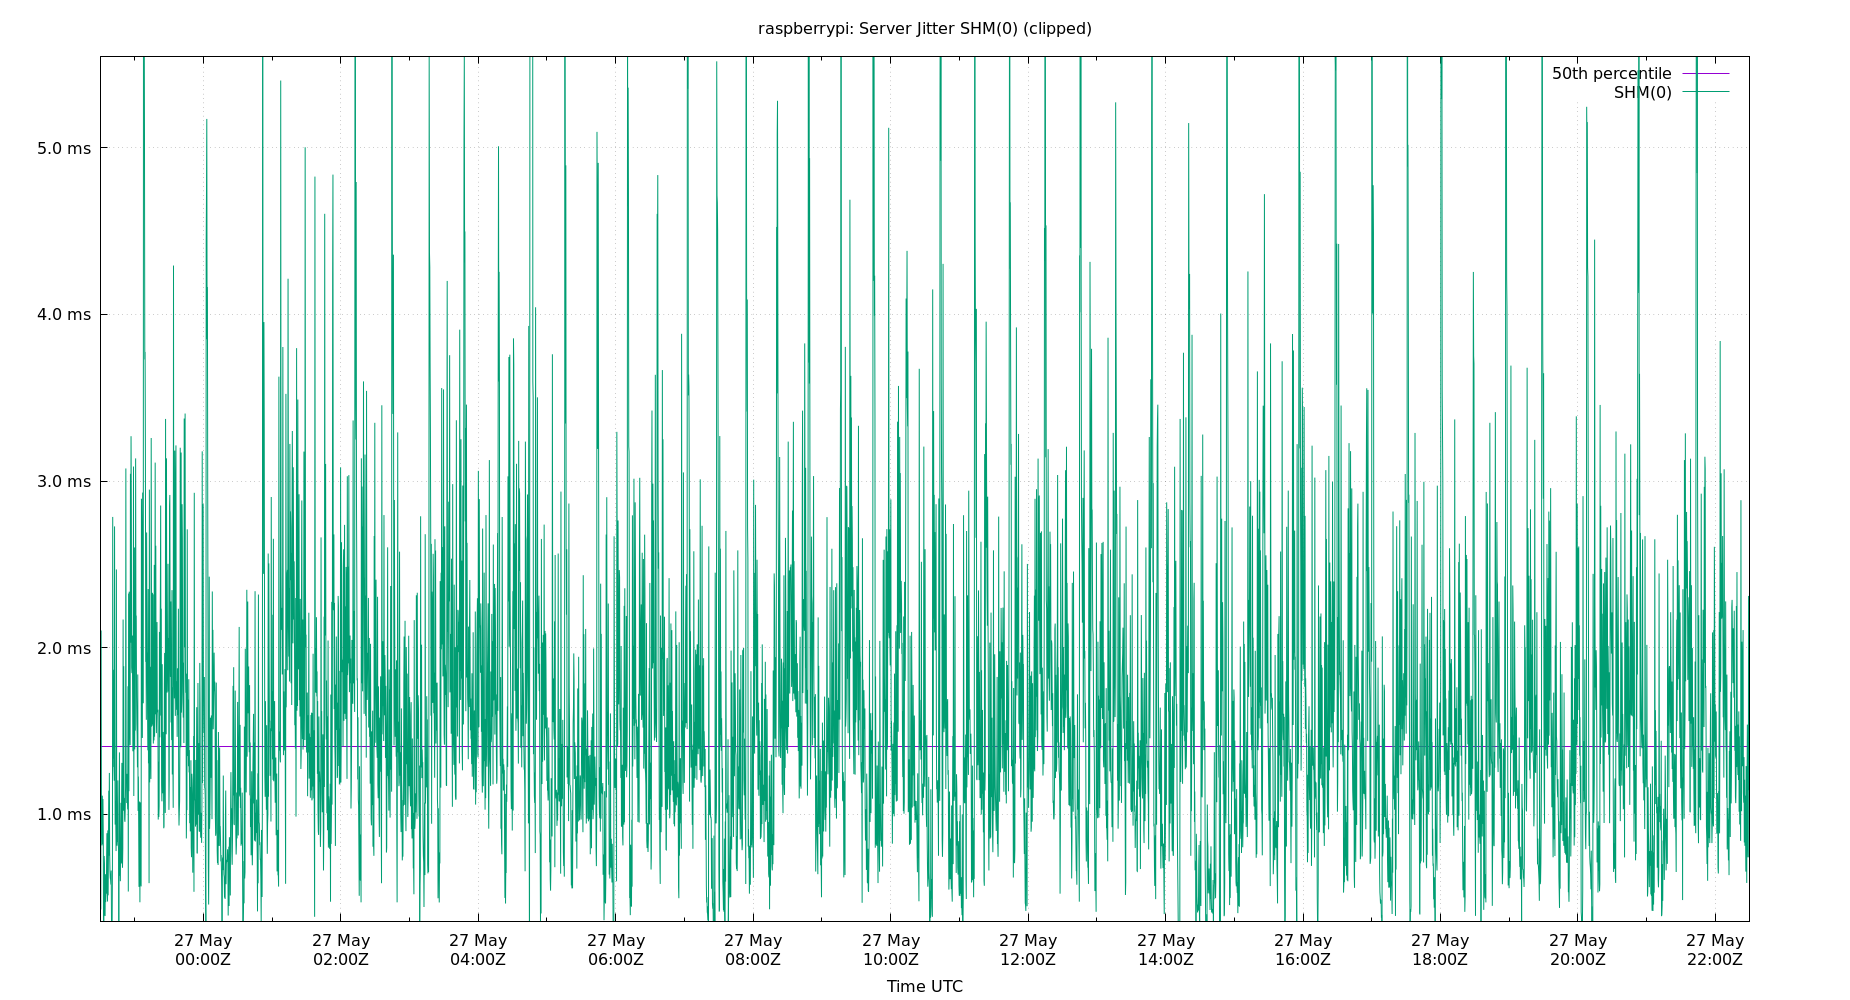 raspberrypi: Server Jitter SHM(0) (clipped)
50th percentile
SHM(0)
5.0 ms
4.0 ms
3.0 ms
2.0 ms
1.0 ms
27 May 27 May 27 May 27 May 27 May 27 May 27 May 27 May 27 May 27 May 27 May 27 May
00:00Z 02:00Z 04:00Z 06:00Z 08:00Z 10:00Z 12:00Z 14:00Z 16:00Z 18:00Z 20:00Z 22:00Z
Time UTC